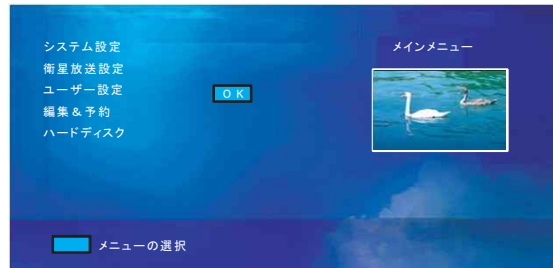 システム設定
衛星放送設定
ユーザー設定
編集＆予約
ハードディスク
OK
メインメニュー
メニューの選択